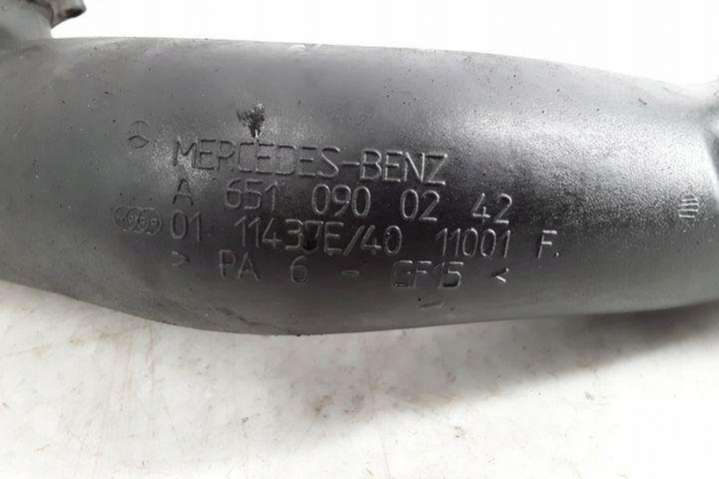 MERCEDES-BENZ
A 651 090 02 42
01 11437E/40 11001 F.
> PA 6 - GF15 <